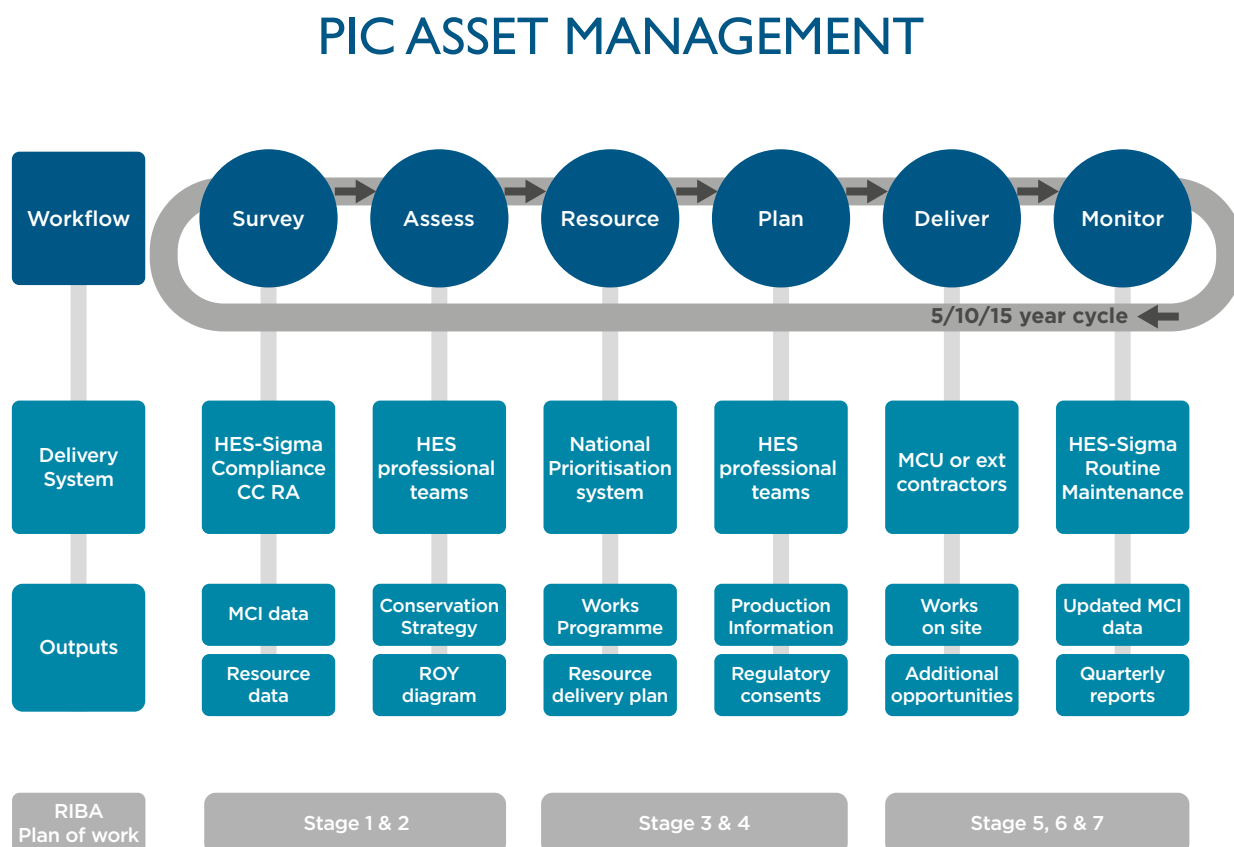 PIC ASSET MANAGEMENT
Workflow
Survey
Assess
Resource
Plan
Deliver
Monitor
5/10/15 year cycle
Delivery
System
HES-Sigma
Compliance
CC RA
HES
professional
teams
National
Prioritisation
system
HES
professional
teams
MCU or ext
contractors
HES-Sigma
Routine
Maintenance
Outputs
MCI data
Conservation
Strategy
Works
Programme
Production
Information
Works
on site
Updated MCI
data
Resource
data
ROY
diagram
Resource
delivery plan
Regulatory
consents
Additional
opportunities
Quarterly
reports
RIBA
Plan of work
Stage 1 & 2
Stage 3 & 4
Stage 5, 6 & 7